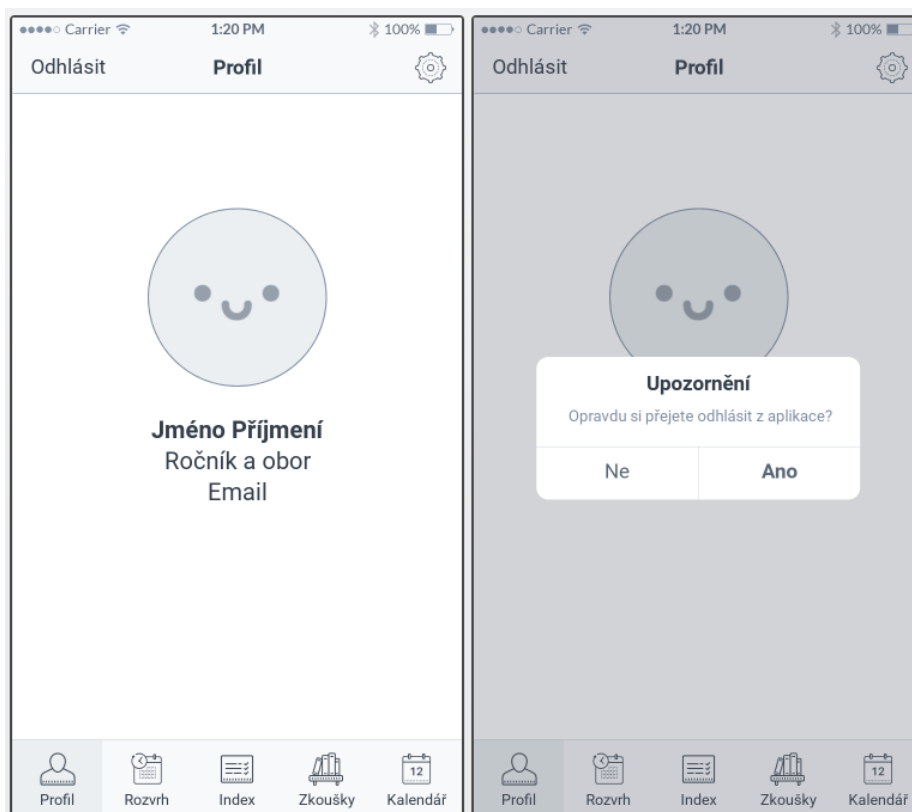 Carrier 1:20 PM 100%
Odhlásit Profil
Jméno Příjmení
Ročník a obor
Email
Profil Rozvrh Index Zkoušky 12 Kalendář
Carrier 1:20 PM 100%
Odhlásit Profil
Upozornění
Opravdu si přejete odhlásit z aplikace?
Ne Ano
Profil Rozvrh Index Zkoušky 12 Kalendář